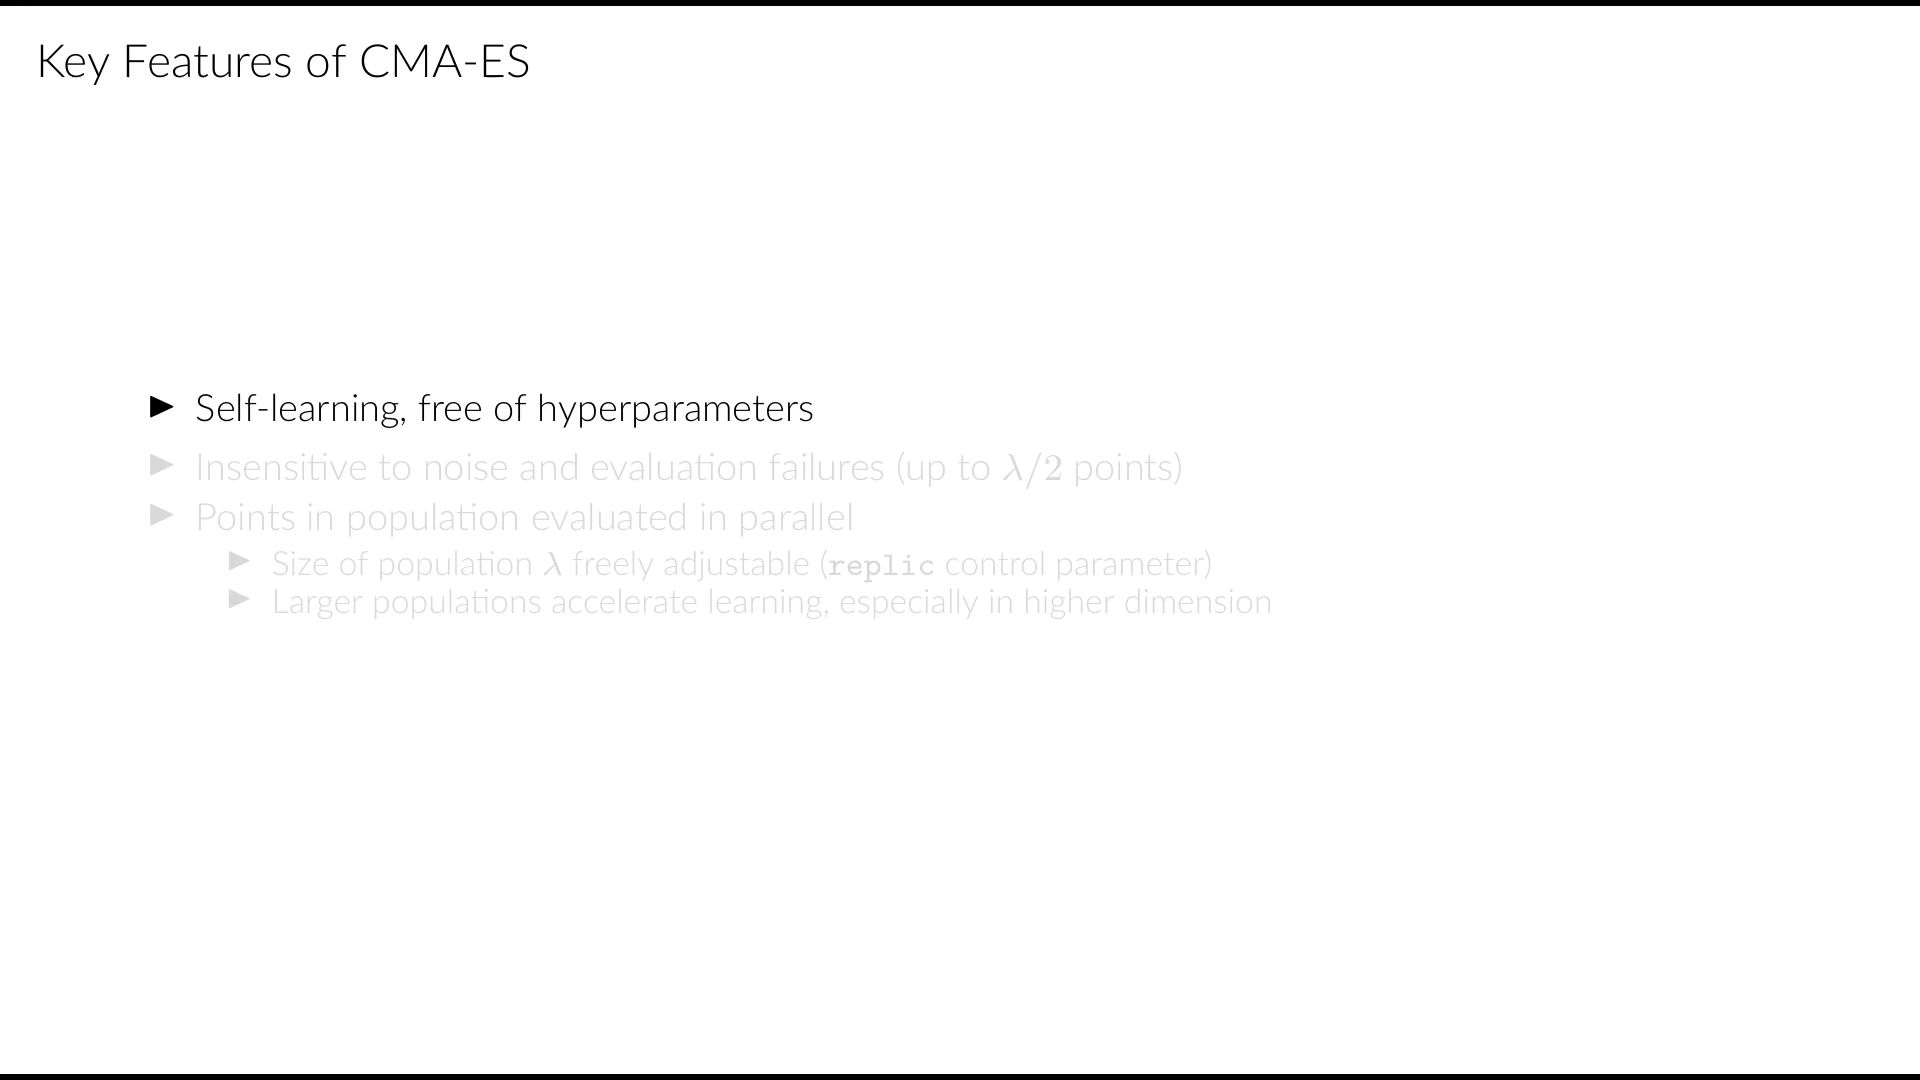 Key Features of CMA-ES
▶ Self-learning, free of hyperparameters
▶ Insensitive to noise and evaluation failures (up to λ/2 points)
▶ Points in population evaluated in parallel
▶ Size of population λ freely adjustable (replic control parameter)
▶ Larger populations accelerate learning, especially in higher dimension